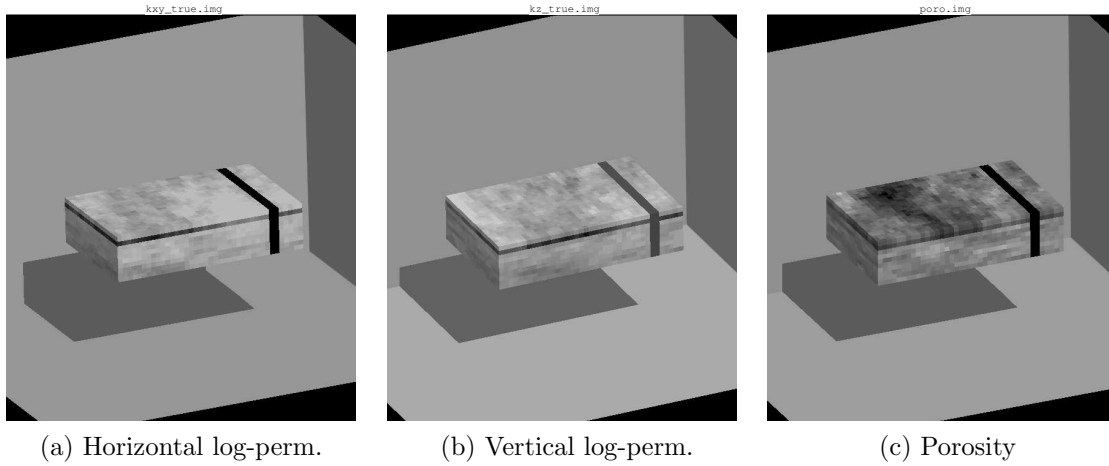 kxy_true.img
kz_true.img
poro.img
(a) Horizontal log-perm.
(b) Vertical log-perm.
(c) Porosity